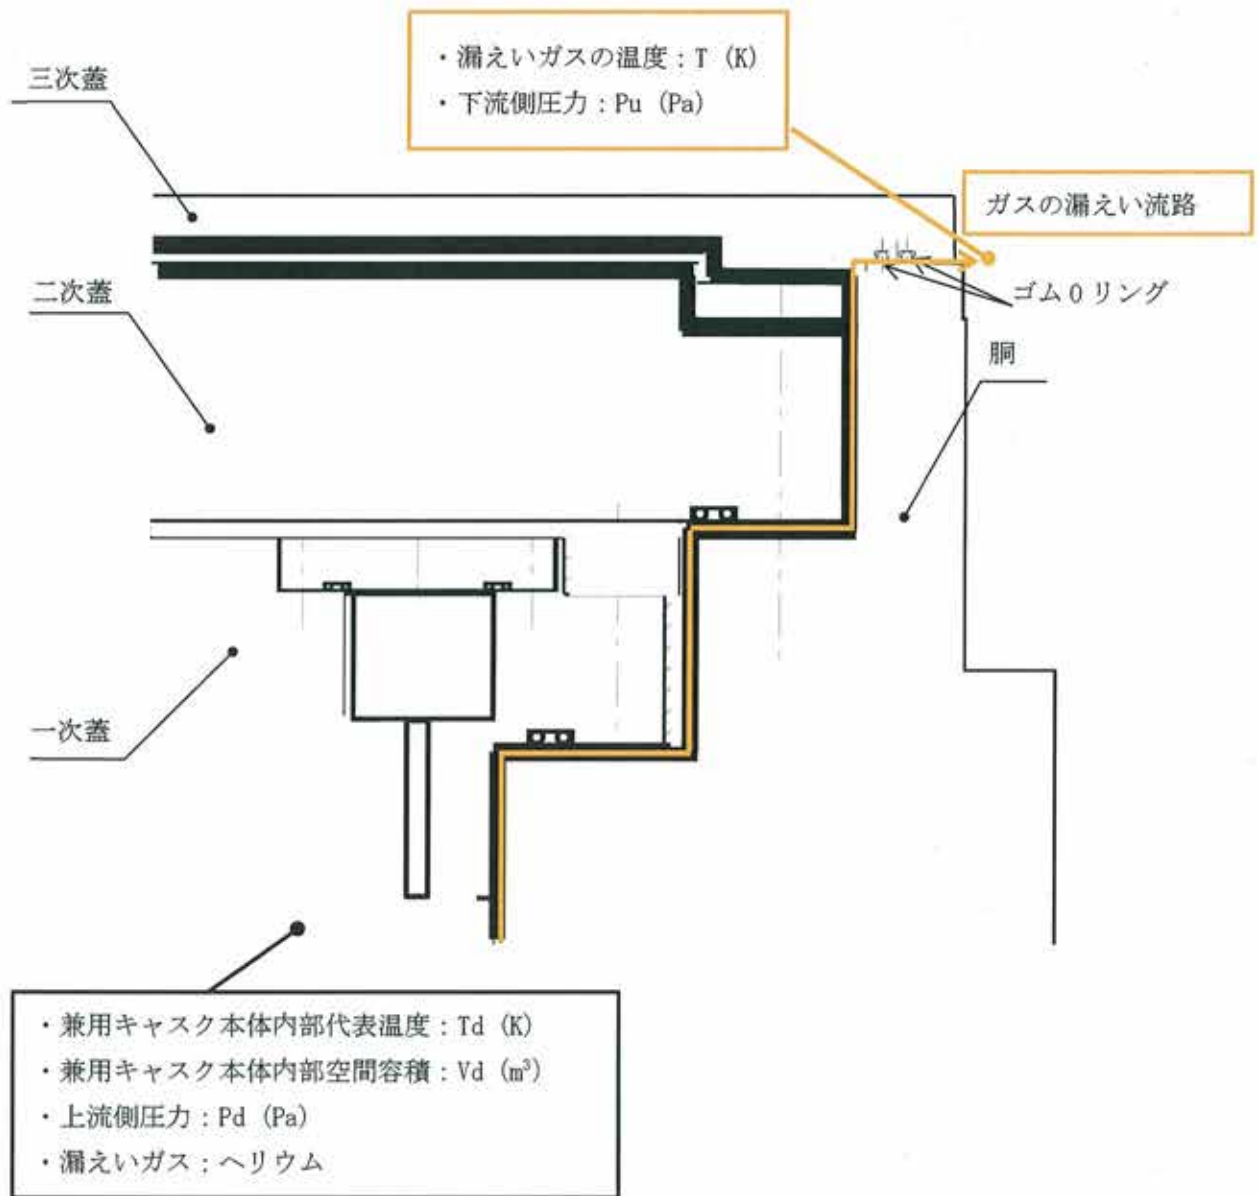 ・漏えいガスの温度：T (K)
・下流側圧力：Pu (Pa)
三次蓋
ガスの漏えい流路
ゴムOリング
二次蓋
胴
一次蓋
・兼用キャスク本体内部代表温度：Td (K)
・兼用キャスク本体内部空間容積：Vd (m³)
・上流側圧力：Pd (Pa)
・漏えいガス：ヘリウム